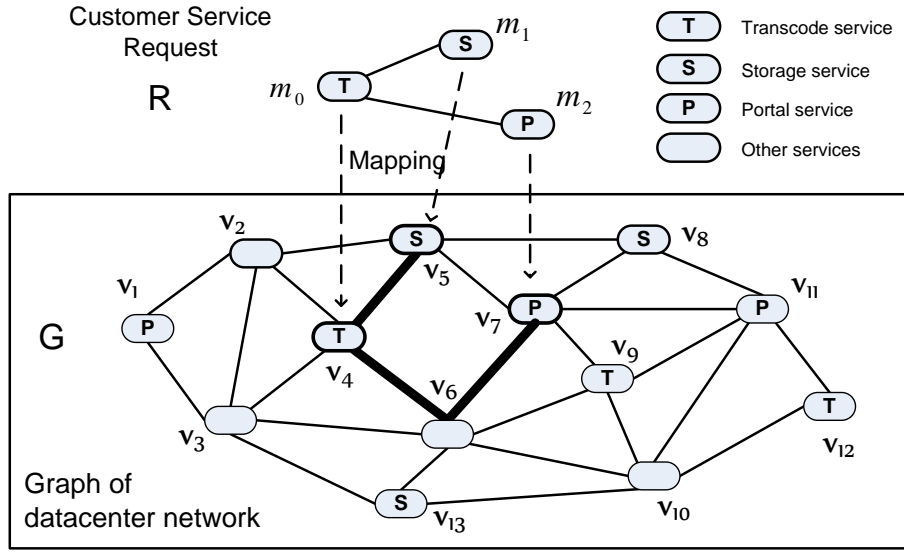 Customer Service
Request
R
m0
T
S
m1
P
m2
T Transcode service
S Storage service
P Portal service
Other services
Mapping
G
v1
P
v2
v3
T
v4
S
v5
v6
P
v7
S
v8
v9
T
v10
P
v11
T
v12
S
v13
Graph of
datacenter network